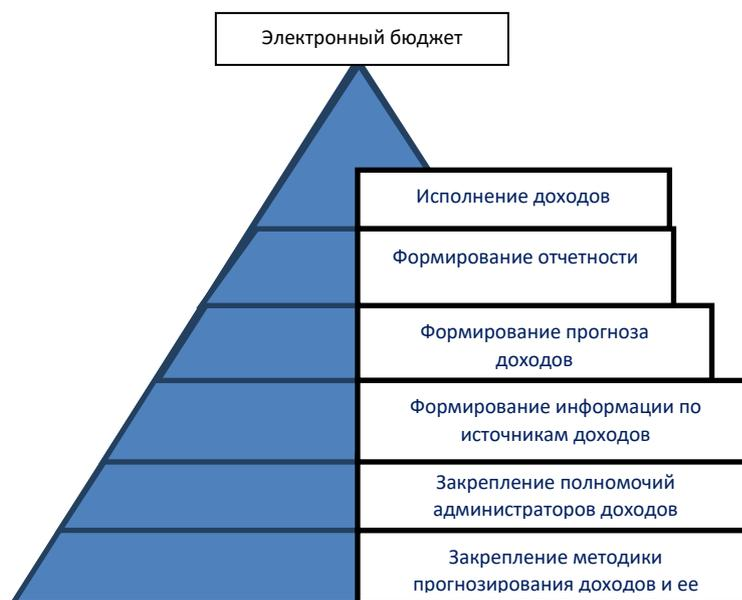 Электронный бюджет
Исполнение доходов
Формирование отчетности
Формирование прогноза
доходов
Формирование информации по
источникам доходов
Закрепление полномочий
администраторов доходов
Закрепление методики
прогнозирования доходов и ее